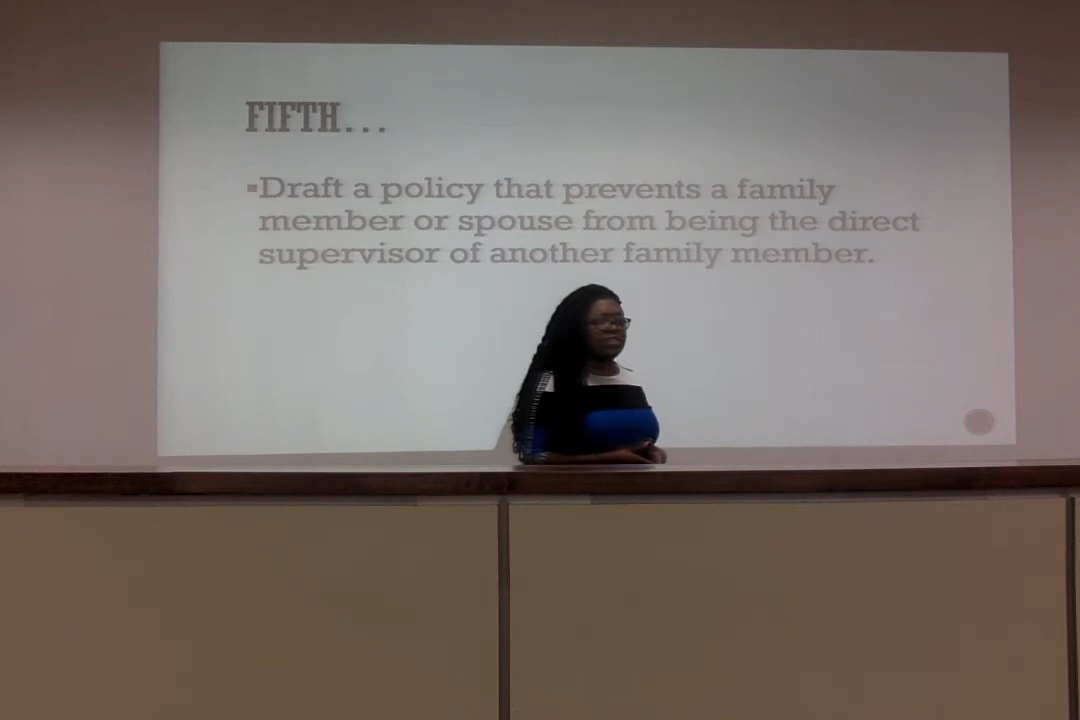 FIFTH...
▪Draft a policy that prevents a family
member or spouse from being the direct
supervisor of another family member.